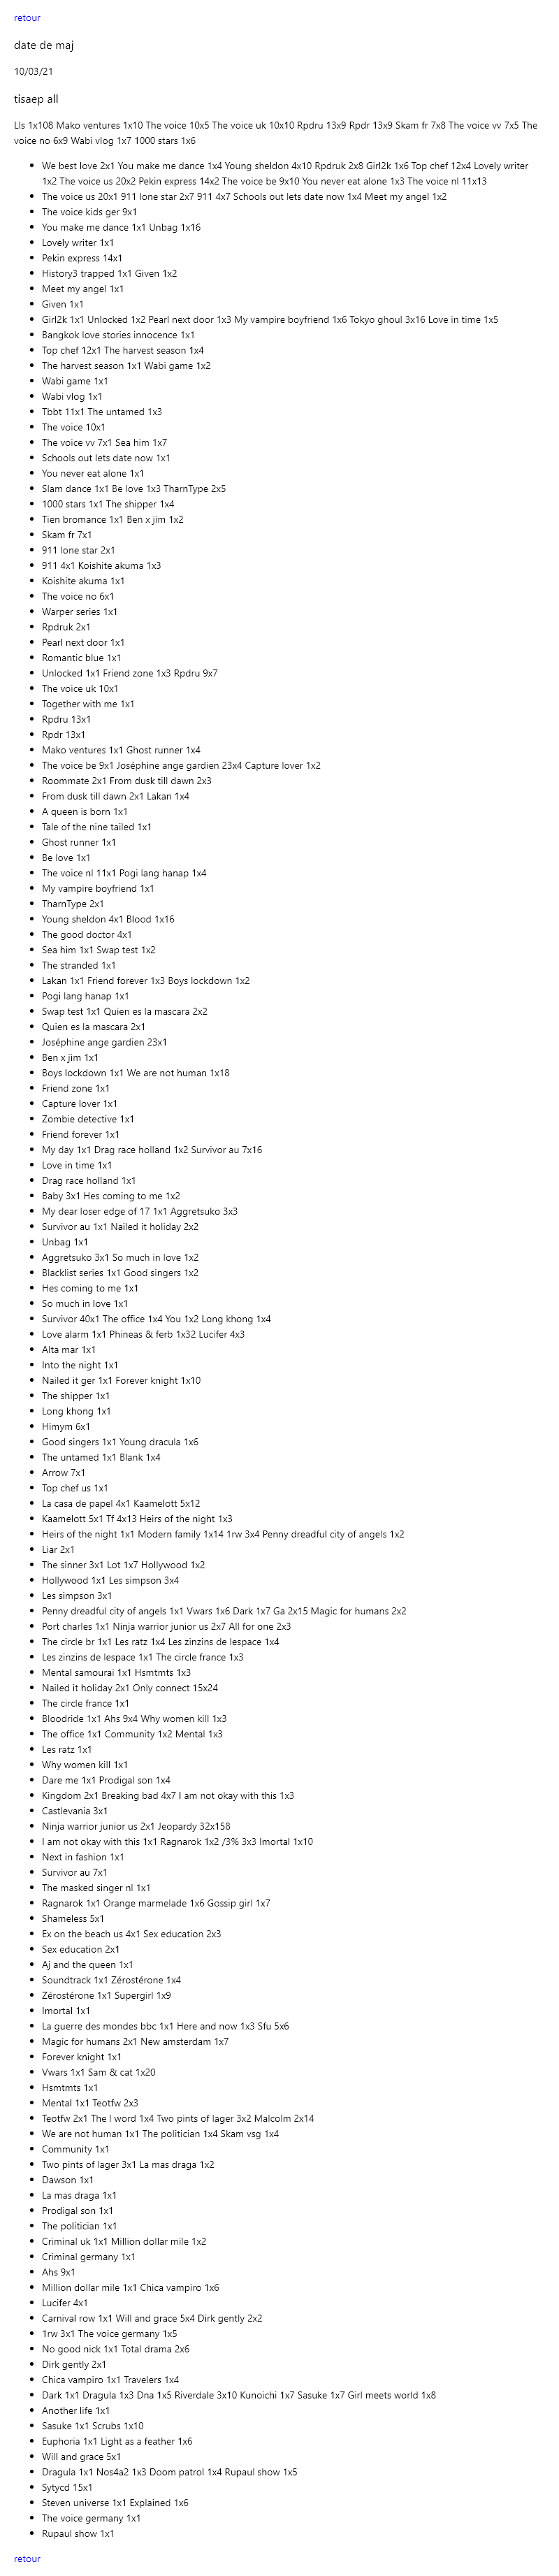 retour
date de maj
10/03/21
tisaep all
Lls 1x108 Mako ventures 1x10 The voice 10x5 The voice uk 10x10 Rpdru 13x9 Rpdr 13x9 Skam fr 7x8 The voice vv 7x5 The
voice no 6x9 Wabi vlog 1x7 1000 stars 1x6
We best love 2x1 You make me dance 1x4 Young sheldon 4x10 Rpdruk 2x8 Girl2k 1x6 Top chef 12x4 Lovely writer
1x2 The voice us 20x2 Pekin express 14x2 The voice be 9x10 You never eat alone 1x3 The voice nl 11x13
The voice us 20x1 911 lone star 2x7 911 4x7 Schools out lets date now 1x4 Meet my angel 1x2
The voice kids ger 9x1
You make me dance 1x1 Unbag 1x16
Lovely writer 1x1
Pekin express 14x1
History3 trapped 1x1 Given 1x2
Meet my angel 1x1
Given 1x1
Girl2k 1x1 Unlocked 1x2 Pearl next door 1x3 My vampire boyfriend 1x6 Tokyo ghoul 3x16 Love in time 1x5
Bangkok love stories innocence 1x1
Top chef 12x1 The harvest season 1x4
The harvest season 1x1 Wabi game 1x2
Wabi game 1x1
Wabi vlog 1x1
Tbbt 11x1 The untamed 1x3
The voice 10x1
The voice vv 7x1 Sea him 1x7
Schools out lets date now 1x1
You never eat alone 1x1
Slam dance 1x1 Be love 1x3 TharnType 2x5
1000 stars 1x1 The shipper 1x4
Tien bromance 1x1 Ben x jim 1x2
Skam fr 7x1
911 lone star 2x1
911 4x1 Koishite akuma 1x3
Koishite akuma 1x1
The voice no 6x1
Warper series 1x1
Rpdruk 2x1
Pearl next door 1x1
Romantic blue 1x1
Unlocked 1x1 Friend zone 1x3 Rpdru 9x7
The voice uk 10x1
Together with me 1x1
Rpdru 13x1
Rpdr 13x1
Mako ventures 1x1 Ghost runner 1x4
The voice be 9x1 Joséphine ange gardien 23x4 Capture lover 1x2
Roommate 2x1 From dusk till dawn 2x3
From dusk till dawn 2x1 Lakan 1x4
A queen is born 1x1
Tale of the nine tailed 1x1
Ghost runner 1x1
Be love 1x1
The voice nl 11x1 Pogi lang hanap 1x4
My vampire boyfriend 1x1
TharnType 2x1
Young sheldon 4x1 Blood 1x16
The good doctor 4x1
Sea him 1x1 Swap test 1x2
The stranded 1x1
Lakan 1x1 Friend forever 1x3 Boys lockdown 1x2
Pogi lang hanap 1x1
Swap test 1x1 Quien es la mascara 2x2
Quien es la mascara 2x1
Joséphine ange gardien 23x1
Ben x jim 1x1
Boys lockdown 1x1 We are not human 1x18
Friend zone 1x1
Capture lover 1x1
Zombie detective 1x1
Friend forever 1x1
My day 1x1 Drag race holland 1x2 Survivor au 7x16
Love in time 1x1
Drag race holland 1x1
Baby 3x1 Hes coming to me 1x2
My dear loser edge of 17 1x1 Aggretsuko 3x3
Survivor au 1x1 Nailed it holiday 2x2
Unbag 1x1
Aggretsuko 3x1 So much in love 1x2
Blacklist series 1x1 Good singers 1x2
Hes coming to me 1x1
So much in love 1x1
Survivor 40x1 The office 1x4 You 1x2 Long khong 1x4
Love alarm 1x1 Phineas & ferb 1x32 Lucifer 4x3
Alta mar 1x1
Into the night 1x1
Nailed it ger 1x1 Forever knight 1x10
The shipper 1x1
Long khong 1x1
Himym 6x1
Good singers 1x1 Young dracula 1x6
The untamed 1x1 Blank 1x4
Arrow 7x1
Top chef us 1x1
La casa de papel 4x1 Kaamelott 5x12
Kaamelott 5x1 Tf 4x13 Heirs of the night 1x3
Heirs of the night 1x1 Modern family 1x14 1rw 3x4 Penny dreadful city of angels 1x2
Liar 2x1
The sinner 3x1 Lot 1x7 Hollywood 1x2
Hollywood 1x1 Les simpson 3x4
Les simpson 3x1
Penny dreadful city of angels 1x1 Vwars 1x6 Dark 1x7 Ga 2x15 Magic for humans 2x2
Port charles 1x1 Ninja warrior junior us 2x7 All for one 2x3
The circle br 1x1 Les ratz 1x4 Les zinzins de lespace 1x4
Les zinzins de lespace 1x1 The circle france 1x3
Mental samourai 1x1 Hsmtmts 1x3
Nailed it holiday 2x1 Only connect 15x24
The circle france 1x1
Bloodride 1x1 Ahs 9x4 Why women kill 1x3
The office 1x1 Community 1x2 Mental 1x3
Les ratz 1x1
Why women kill 1x1
Dare me 1x1 Prodigal son 1x4
Kingdom 2x1 Breaking bad 4x7 I am not okay with this 1x3
Castlevania 3x1
Ninja warrior junior us 2x1 Jeopardy 32x158
I am not okay with this 1x1 Ragnarok 1x2 /3% 3x3 Imortal 1x10
Next in fashion 1x1
Survivor au 7x1
The masked singer nl 1x1
Ragnarok 1x1 Orange marmelade 1x6 Gossip girl 1x7
Shameless 5x1
Ex on the beach us 4x1 Sex education 2x3
Sex education 2x1
Aj and the queen 1x1
Soundtrack 1x1 Zérostérone 1x4
Zérostérone 1x1 Supergirl 1x9
Imortal 1x1
La guerre des mondes bbc 1x1 Here and now 1x3 Sfu 5x6
Magic for humans 2x1 New amsterdam 1x7
Forever knight 1x1
Vwars 1x1 Sam & cat 1x20
Hsmtmts 1x1
Mental 1x1 Teotfw 2x3
Teotfw 2x1 The l word 1x4 Two pints of lager 3x2 Malcolm 2x14
We are not human 1x1 The politician 1x4 Skam vsg 1x4
Community 1x1
Two pints of lager 3x1 La mas draga 1x2
Dawson 1x1
La mas draga 1x1
Prodigal son 1x1
The politician 1x1
Criminal uk 1x1 Million dollar mile 1x2
Criminal germany 1x1
Ahs 9x1
Million dollar mile 1x1 Chica vampiro 1x6
Lucifer 4x1
Carnival row 1x1 Will and grace 5x4 Dirk gently 2x2
1rw 3x1 The voice germany 1x5
No good nick 1x1 Total drama 2x6
Dirk gently 2x1
Chica vampiro 1x1 Travelers 1x4
Dark 1x1 Dragula 1x3 Dna 1x5 Riverdale 3x10 Kunoichi 1x7 Sasuke 1x7 Girl meets world 1x8
Another life 1x1
Sasuke 1x1 Scrubs 1x10
Euphoria 1x1 Light as a feather 1x6
Will and grace 5x1
Dragula 1x1 Nos4a2 1x3 Doom patrol 1x4 Rupaul show 1x5
Sytycd 15x1
Steven universe 1x1 Explained 1x6
The voice germany 1x1
Rupaul show 1x1
retour